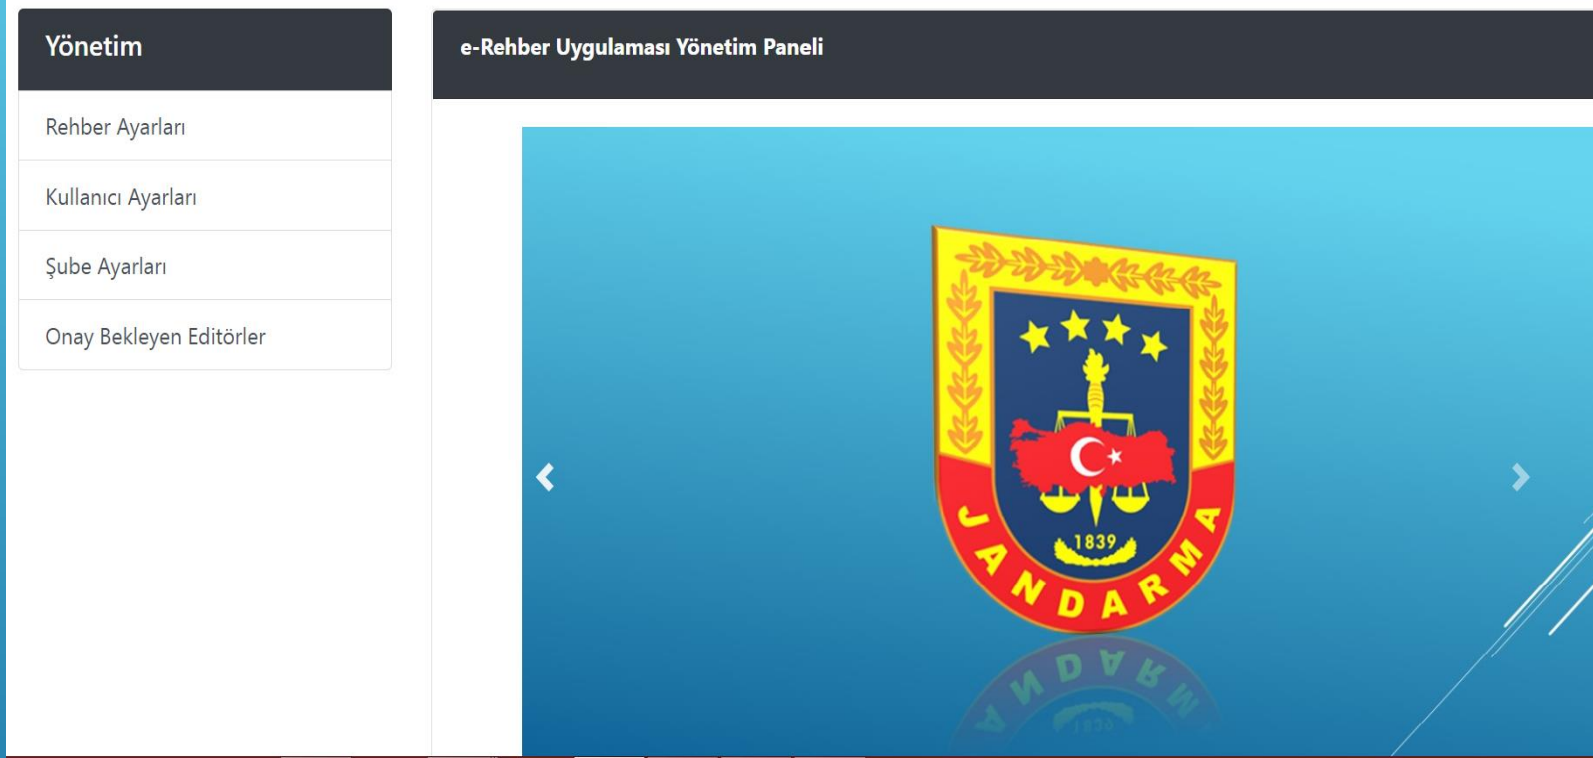 Yönetim
Rehber Ayarları
Kullanıcı Ayarları
Şube Ayarları
Onay Bekleyen Editörler
e-Rehber Uygulaması Yönetim Paneli
1839
JANDARMA